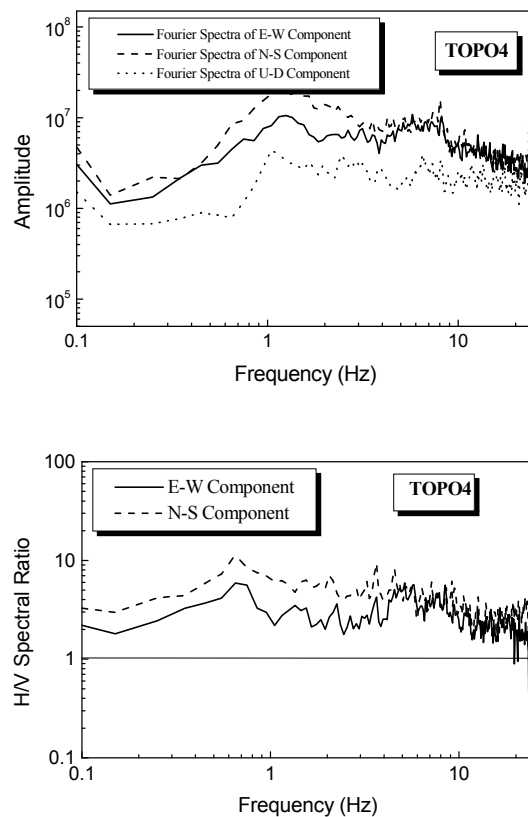 10^8
Fourier Spectra of E-W Component
Fourier Spectra of N-S Component
Fourier Spectra of U-D Component
TOPO4
10^7
Amplitude
10^6
10^5
0.1 1 10
Frequency (Hz)
100
E-W Component
N-S Component
TOPO4
10
H/V Spectral Ratio
1
0.1
0.1 1 10
Frequency (Hz)